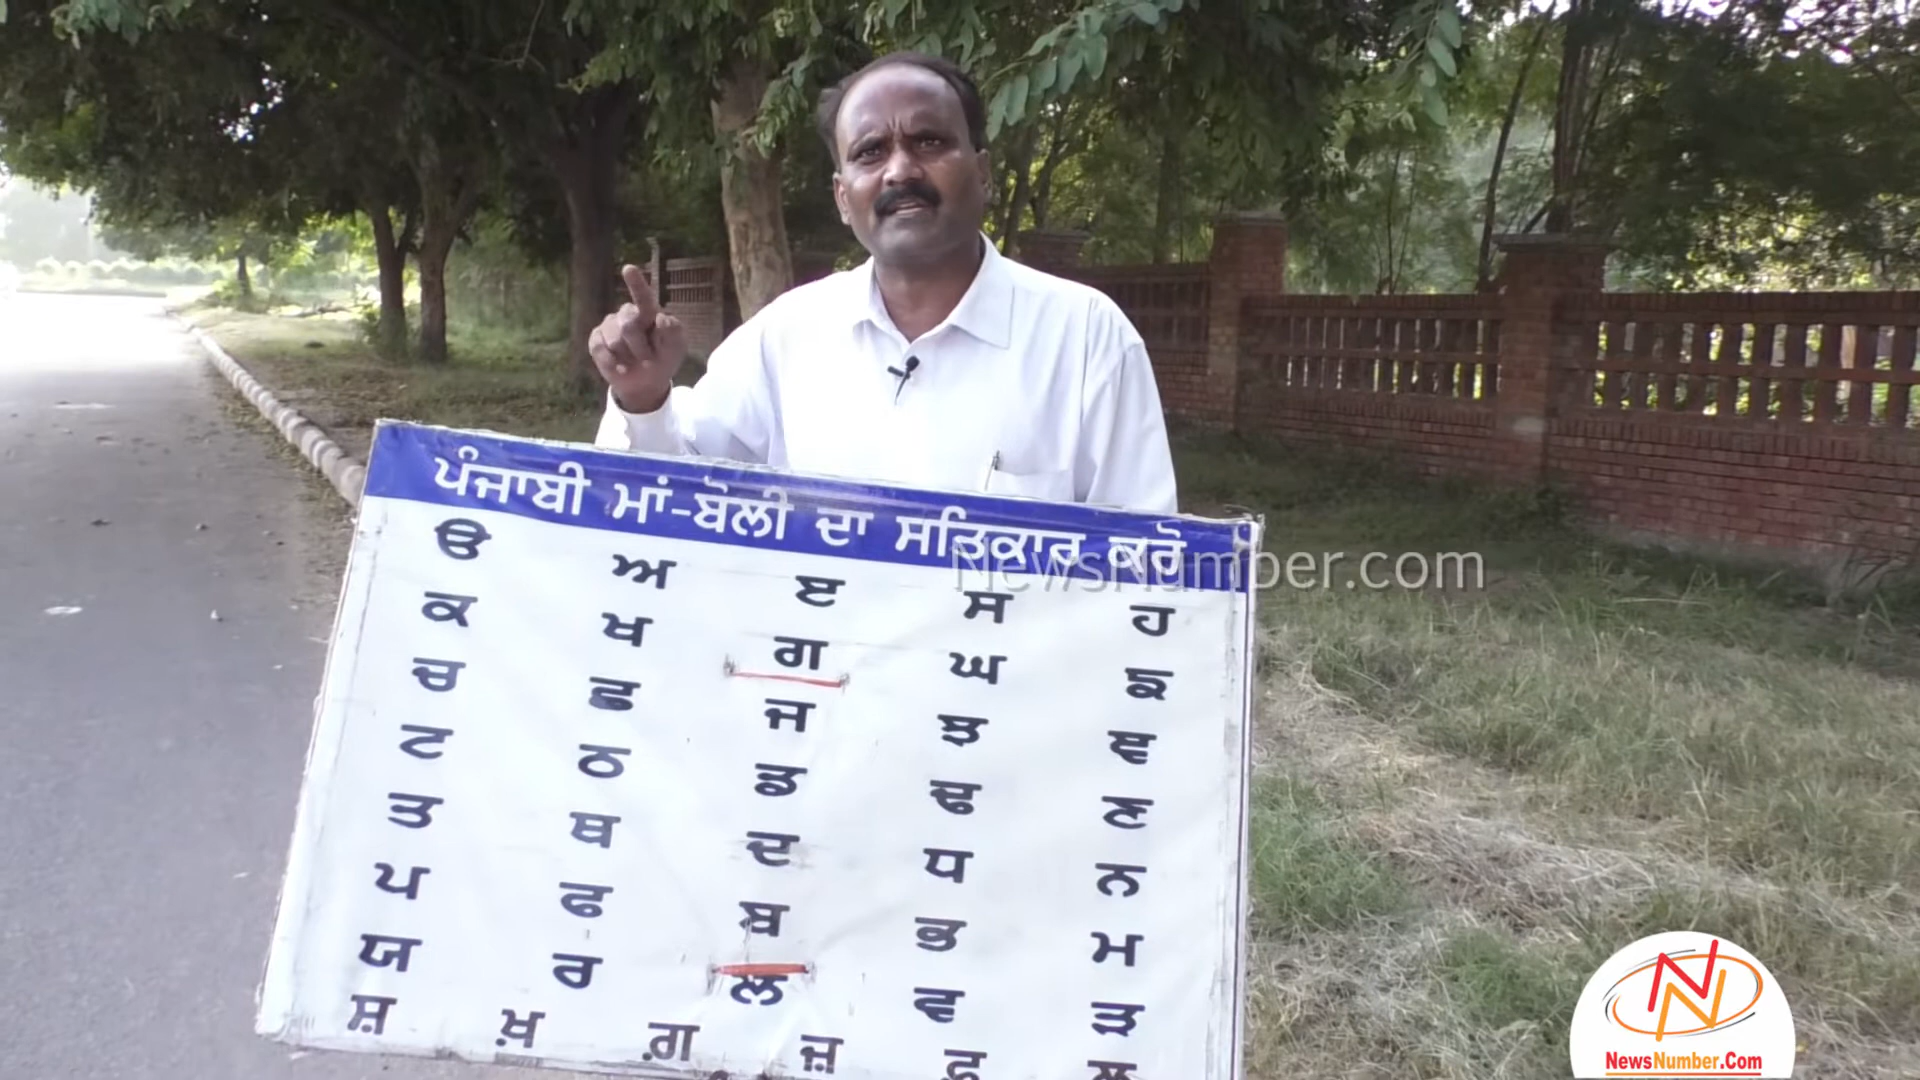 ਪੰਜਾਬੀ ਮਾਂ-ਬੋਲੀ ਦਾ ਸਤਿਕਾਰ ਕਰੋ
NewsNumber.com
ੳ ਅ ੲ ਸ ਹ
ਕ ਖ ਗ ਘ ਙ
ਚ ਛ ਜ ਝ ਞ
ਟ ਠ ਡ ਢ ਣ
ਤ ਥ ਦ ਧ ਨ
ਪ ਫ ਬ ਭ ਮ
ਯ ਰ ਲ ਵ ੜ
ਸ਼ ਖ਼ ਗ਼ ਜ਼ ਫ਼
NewsNumber.Com